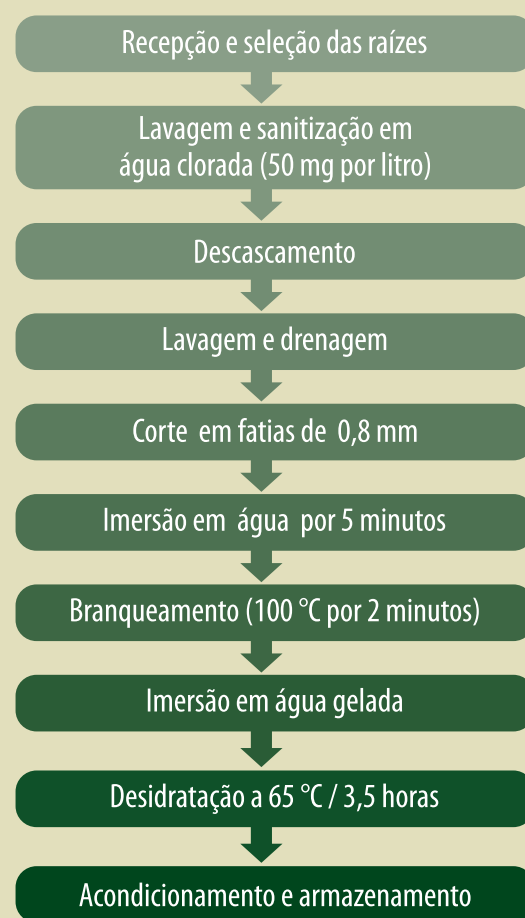 Recepção e seleção das raízes
Lavagem e sanitização em
água clorada (50 mg por litro)
Descascamento
Lavagem e drenagem
Corte em fatias de 0,8 mm
Imersão em água por 5 minutos
Branqueamento (100 °C por 2 minutos)
Imersão em água gelada
Desidratação a 65 °C / 3,5 horas
Acondicionamento e armazenamento